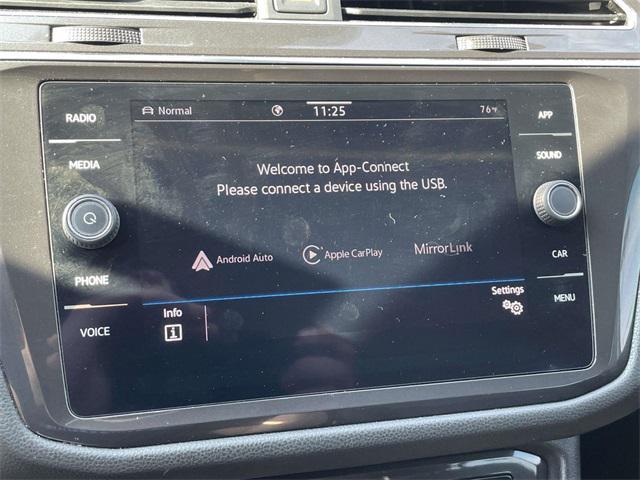 RADIO
MEDIA
PHONE
VOICE
Normal
11:25
76°F
Welcome to App-Connect
Please connect a device using the USB.
Android Auto
Apple CarPlay
MirrorLink
Info
i
Settings
APP
SOUND
CAR
MENU